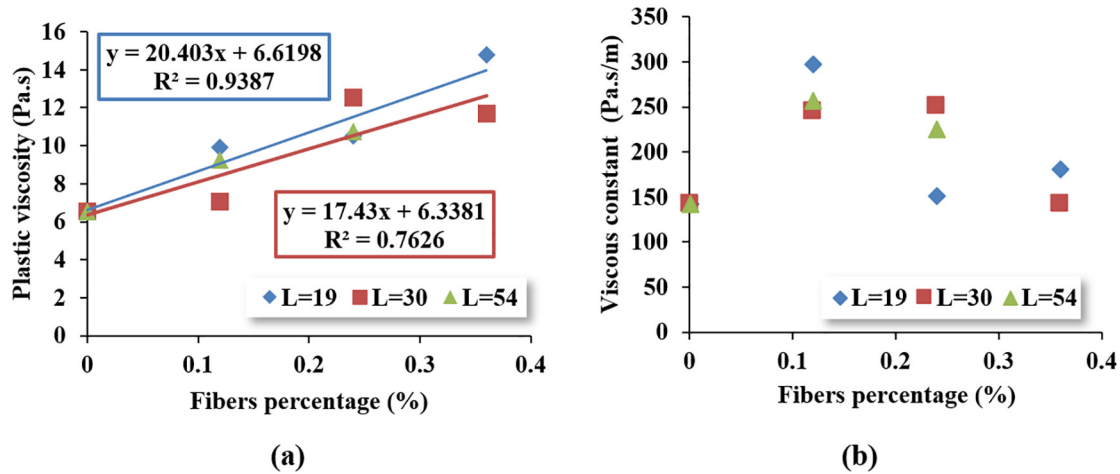 16
14
12
10
8
6
4
2
0
Plastic viscosity (Pa.s)
y = 20.403x + 6.6198
R² = 0.9387
y = 17.43x + 6.3381
R² = 0.7626
L=19 L=30 L=54
0 0.1 0.2 0.3 0.4
Fibers percentage (%)
(a)
350
300
250
200
150
100
50
0
Viscous constant (Pa.s/m)
L=19 L=30 L=54
0 0.1 0.2 0.3 0.4
Fibers percentage (%)
(b)